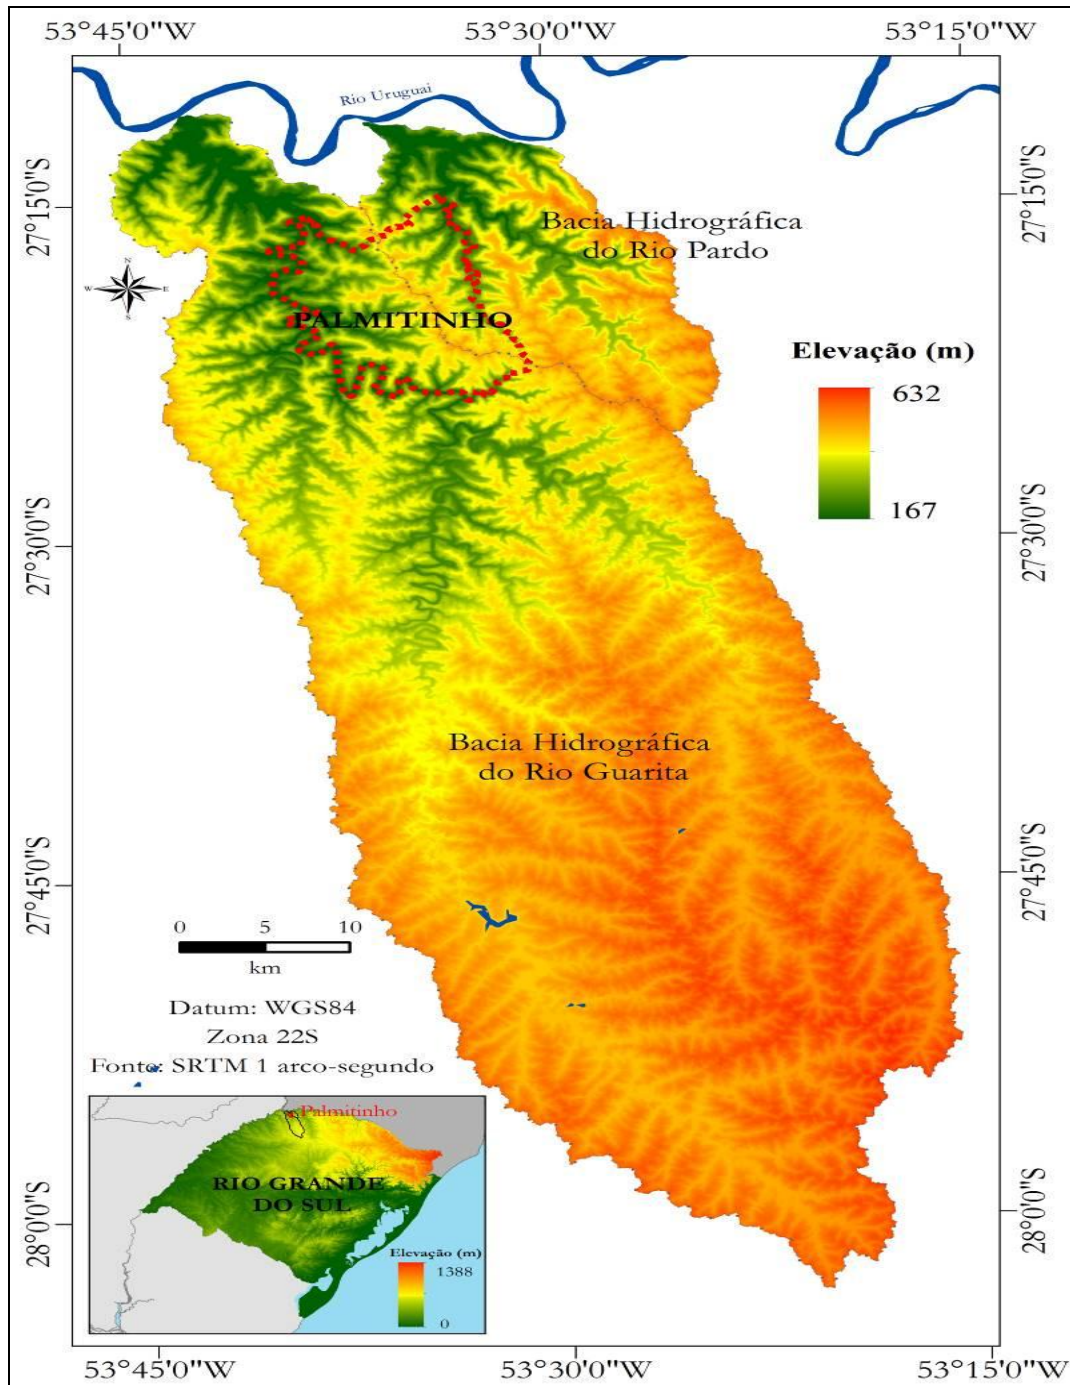 53°45'0"W
53°30'0"W
53°15'0"W
Rio Uruguai
27°15'0"S
27°15'0"S
Bacia Hidrográfica
do Rio Pardo
N
W
E
S
PALMITINHO
Elevação (m)
632
167
27°30'0"S
27°30'0"S
Bacia Hidrográfica
do Rio Guarita
27°45'0"S
27°45'0"S
0 5 10
km
Datum: WGS84
Zona 22S
Fonte: SRTM 1 arco-segundo
Palmitinho
RIO GRANDE
DO SUL
Elevação (m)
1388
0
28°0'0"S
28°0'0"S
53°45'0"W
53°30'0"W
53°15'0"W